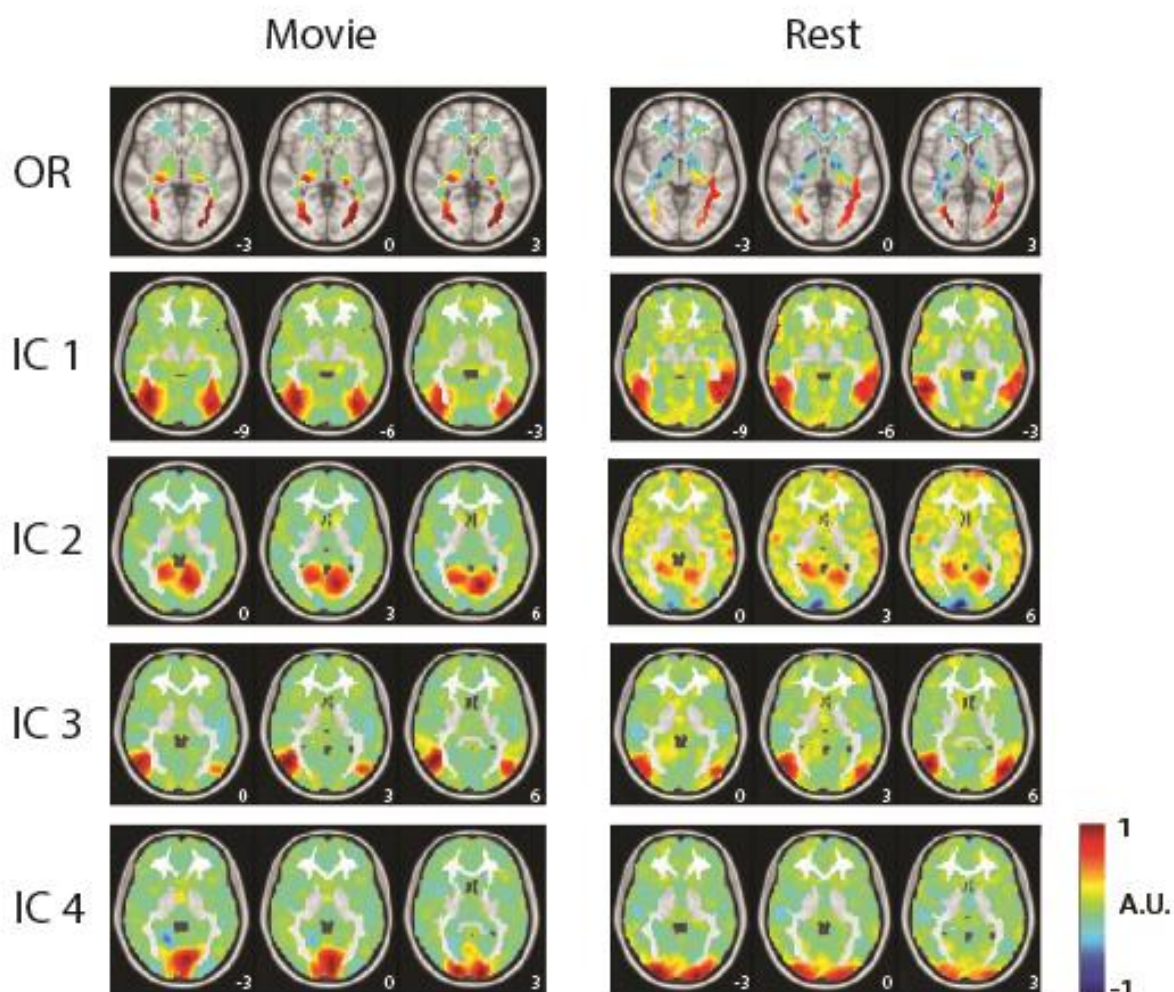 Movie Rest
OR -3 0 3 -3 0 3
IC 1 -9 -6 -3 -9 -6 -3
IC 2 0 3 6 0 3 6
IC 3 0 3 6 0 3 6
1
A.U.
IC 4 -3 0 3 -3 0 3
-1